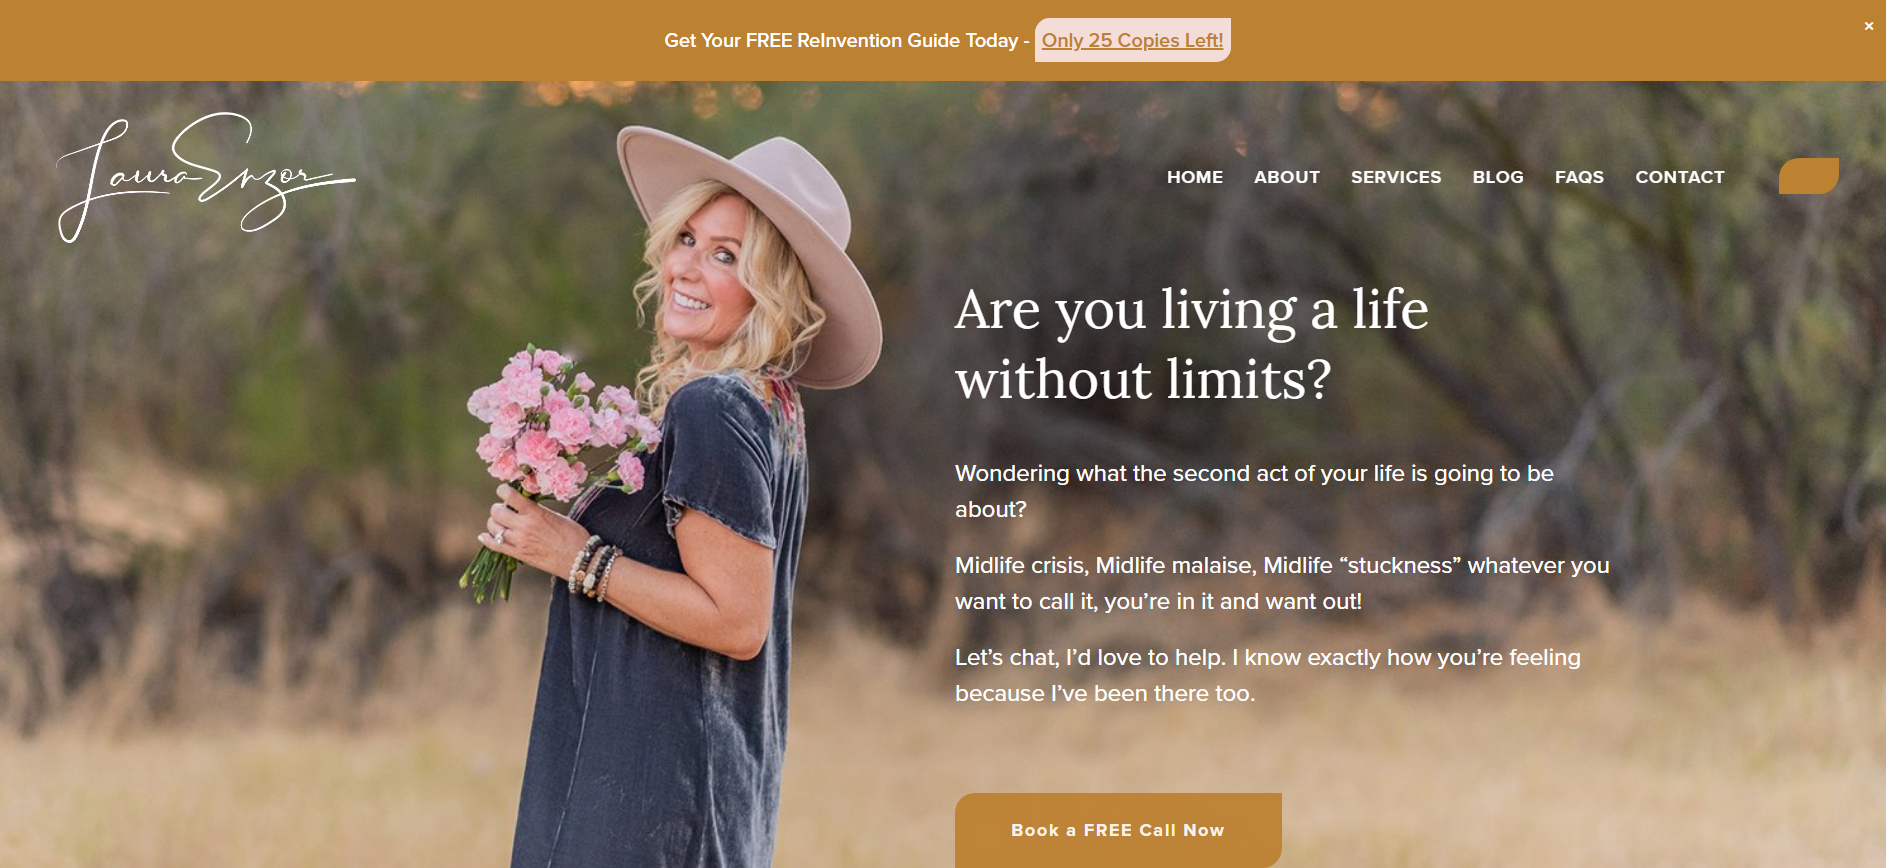 Get Your FREE ReInvention Guide Today - Only 25 Copies Left!
×
Laura Enzor
HOME ABOUT SERVICES BLOG FAQS CONTACT
Are you living a life
without limits?
Wondering what the second act of your life is going to be
about?
Midlife crisis, Midlife malaise, Midlife “stuckness” whatever you
want to call it, you’re in it and want out!
Let’s chat, I’d love to help. I know exactly how you’re feeling
because I’ve been there too.
Book a FREE Call Now